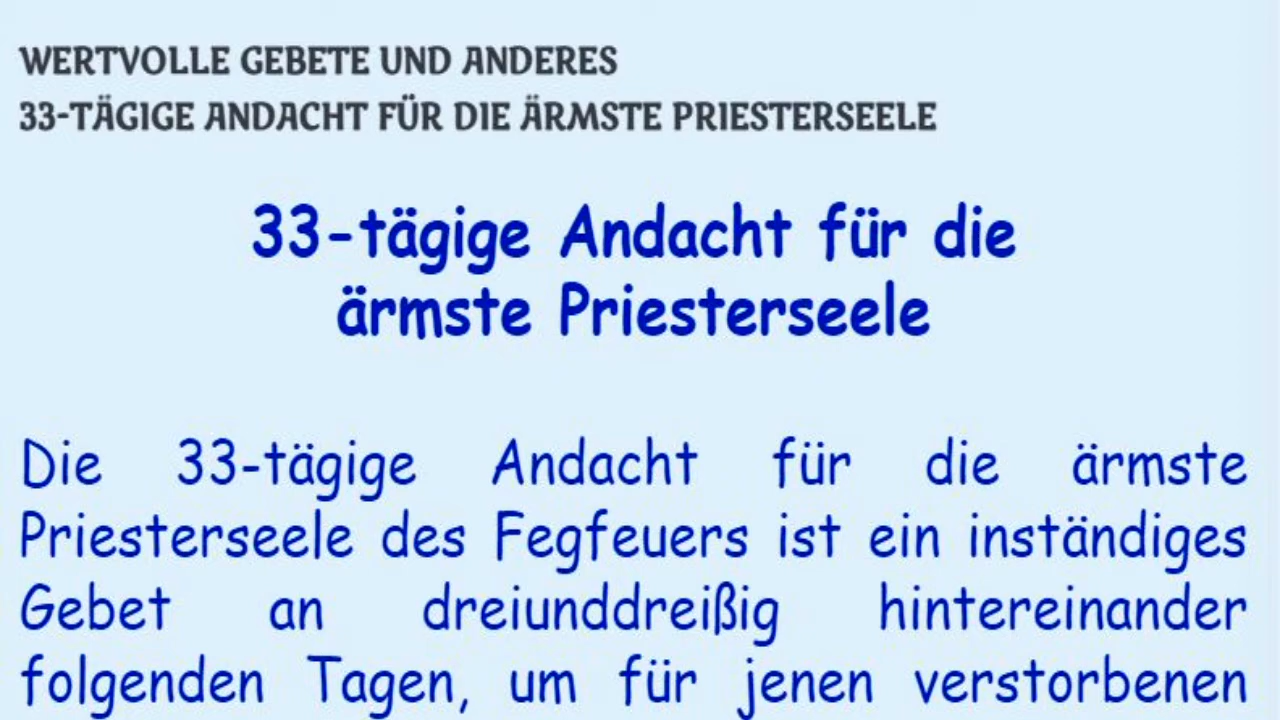 WERTVOLLE GEBETE UND ANDERES
33-TÄGIGE ANDACHT FÜR DIE ÄRMSTE PRIESTERSEELE
33-tägige Andacht für die
ärmste Priesterseele
Die 33-tägige Andacht für die ärmste
Priesterseele des Fegfeuers ist ein inständiges
Gebet an dreiunddreißig hintereinander
folgenden Tagen, um für jenen verstorbenen